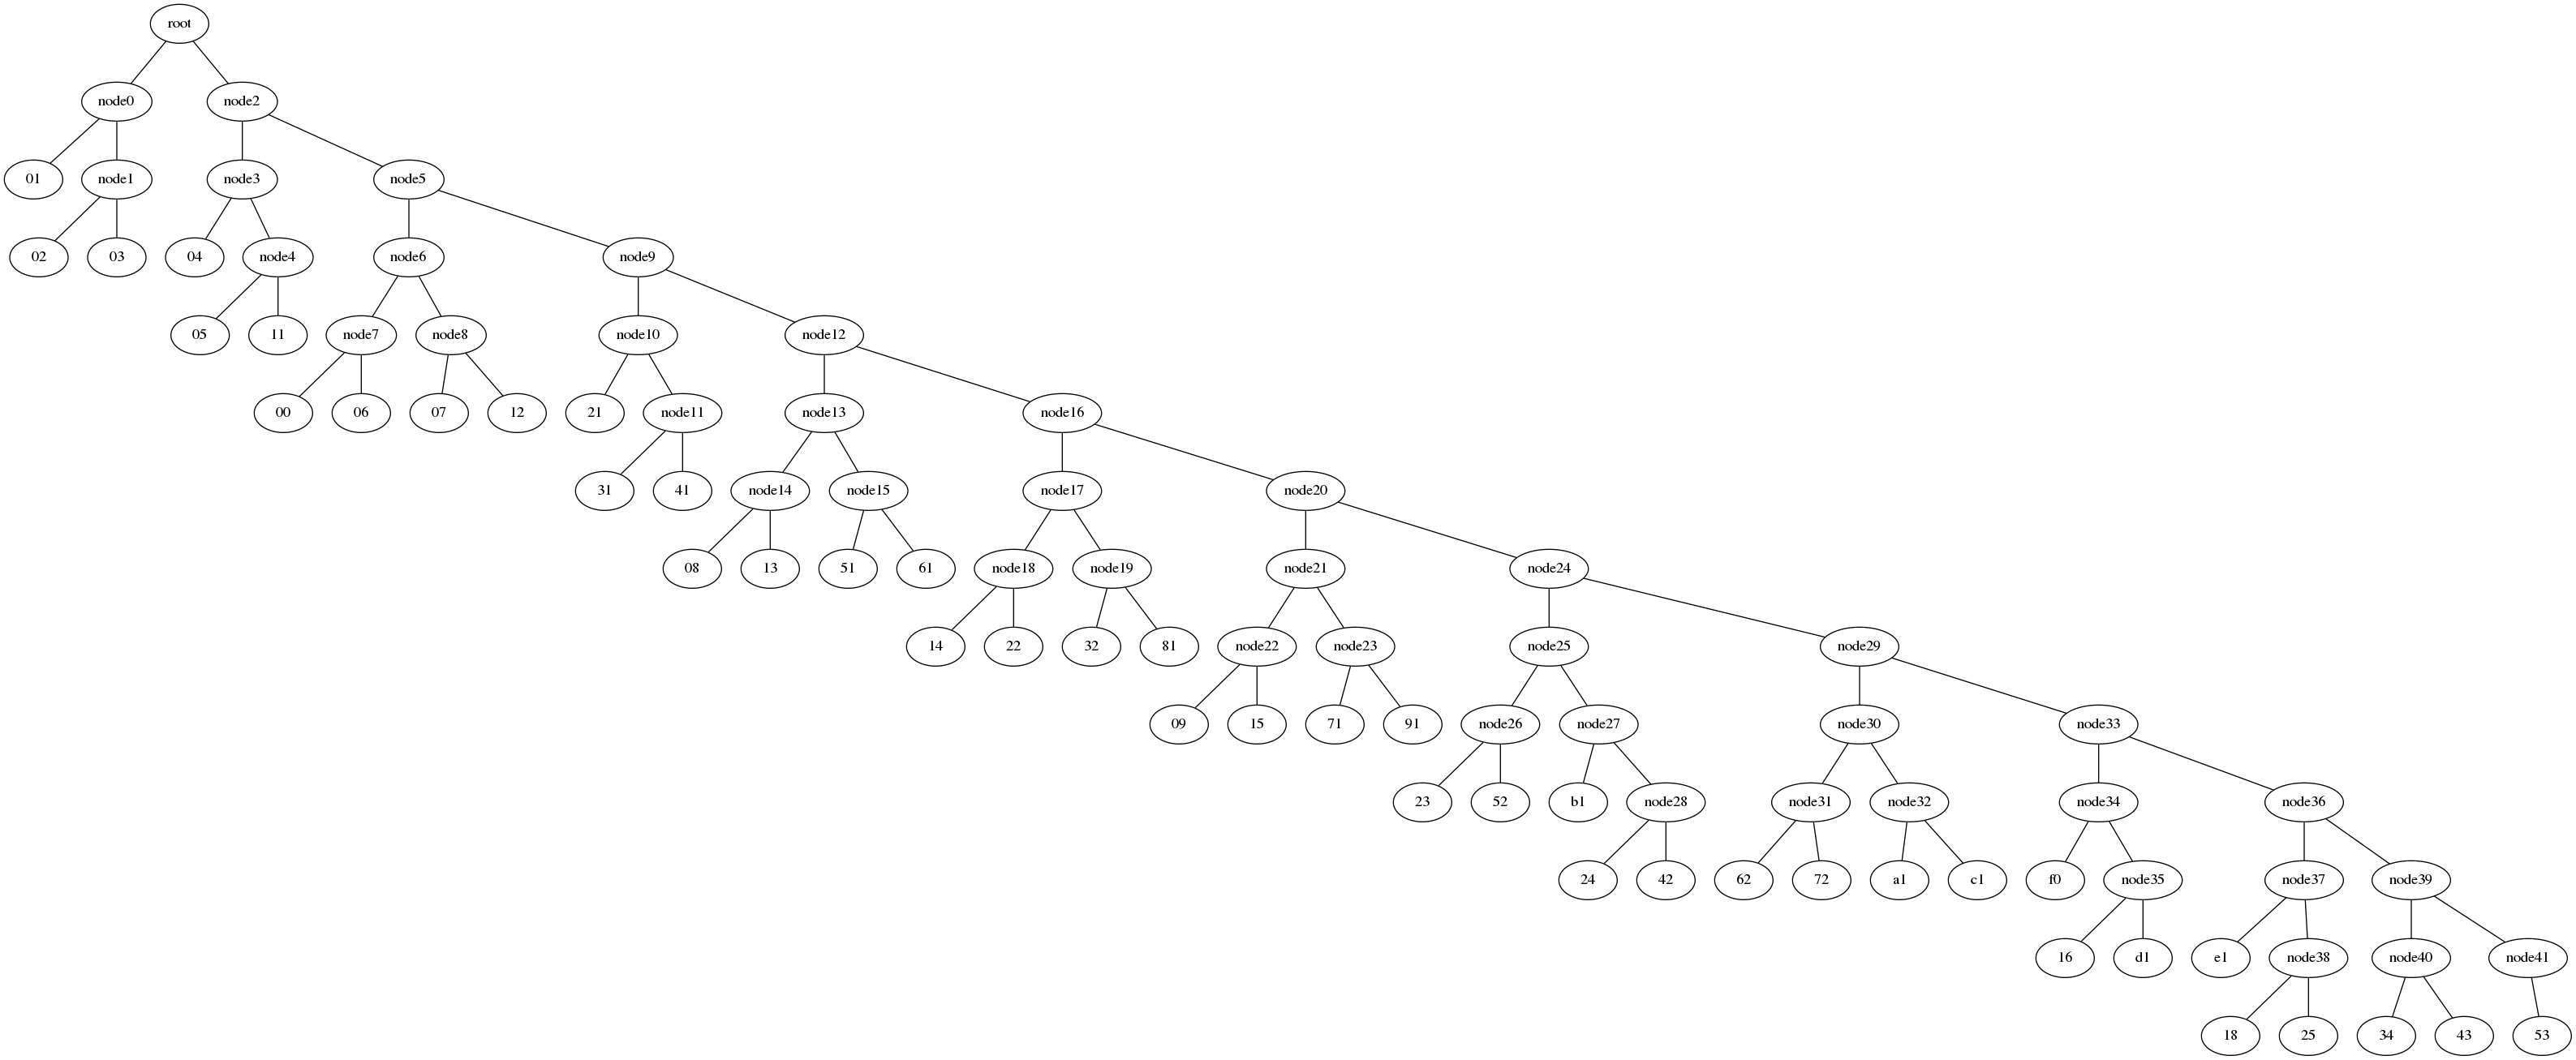 root
node0 node2
01 node1 node3 node5
02 03 04 node4 node6 node9
05 11 node7 node8 node10 node12
00 06 07 12 21 node11 node13 node16
31 41 node14 node15 node17 node20
08 13 51 61 node18 node19 node21 node24
14 22 32 81 node22 node23 node25 node29
09 15 71 91 node26 node27 node30 node33
23 52 b1 node28 node31 node32 node34 node36
24 42 62 72 a1 c1 f0 node35 node37 node39
16 d1 e1 node38 node40 node41
18 25 34 43 53